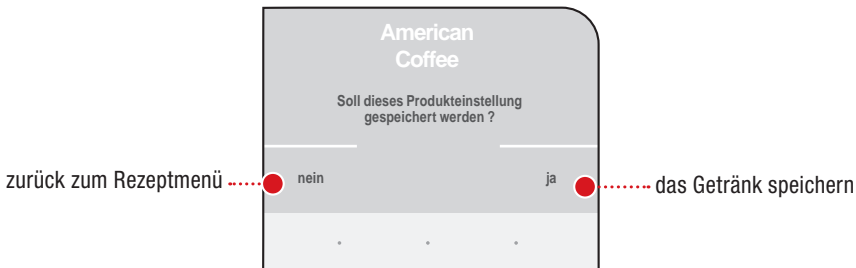 American
Coffee
Soll dieses Produkteinstellung
gespeichert werden ?
zurück zum Rezeptmenü
nein
ja
das Getränk speichern